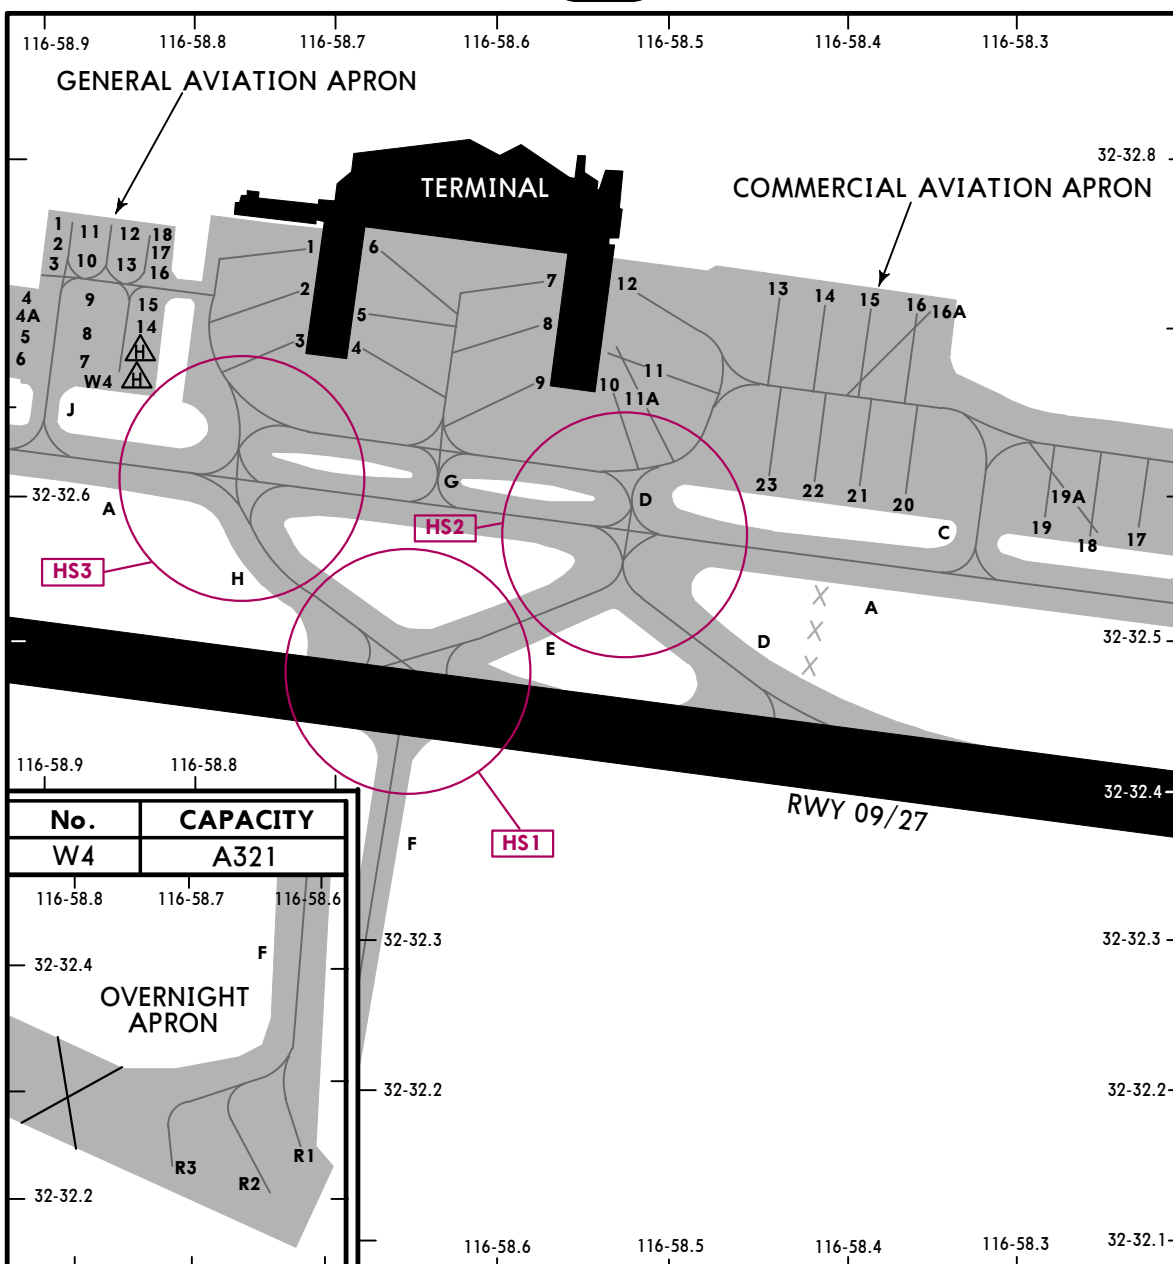 116-58.9 116-58.8 116-58.7 116-58.6 116-58.5 116-58.4 116-58.3
GENERAL AVIATION APRON
32-32.8
TERMINAL
COMMERCIAL AVIATION APRON
1 11 12 18
2 17
3 10 13 16
1 6
7 12
4 9 15
2 13 14 15 16
4A 14
5 16A
5 8 H
8
6 7 W4 H
3 4
9 10 11
11A
J
G D
23 22 21 20
19A
32-32.6
A
HS2
C
19 18 17
HS3
H
A
E D
32-32.5
116-58.9 116-58.8
32-32.4
RWY 09/27
No. CAPACITY
W4 A321
F
HS1
116-58.8 116-58.7 116-58.6
32-32.3 32-32.3
F
32-32.4
OVERNIGHT
APRON
32-32.2 32-32.2
R3 R2 R1
32-32.2
116-58.6 116-58.5 116-58.4 116-58.3 32-32.1